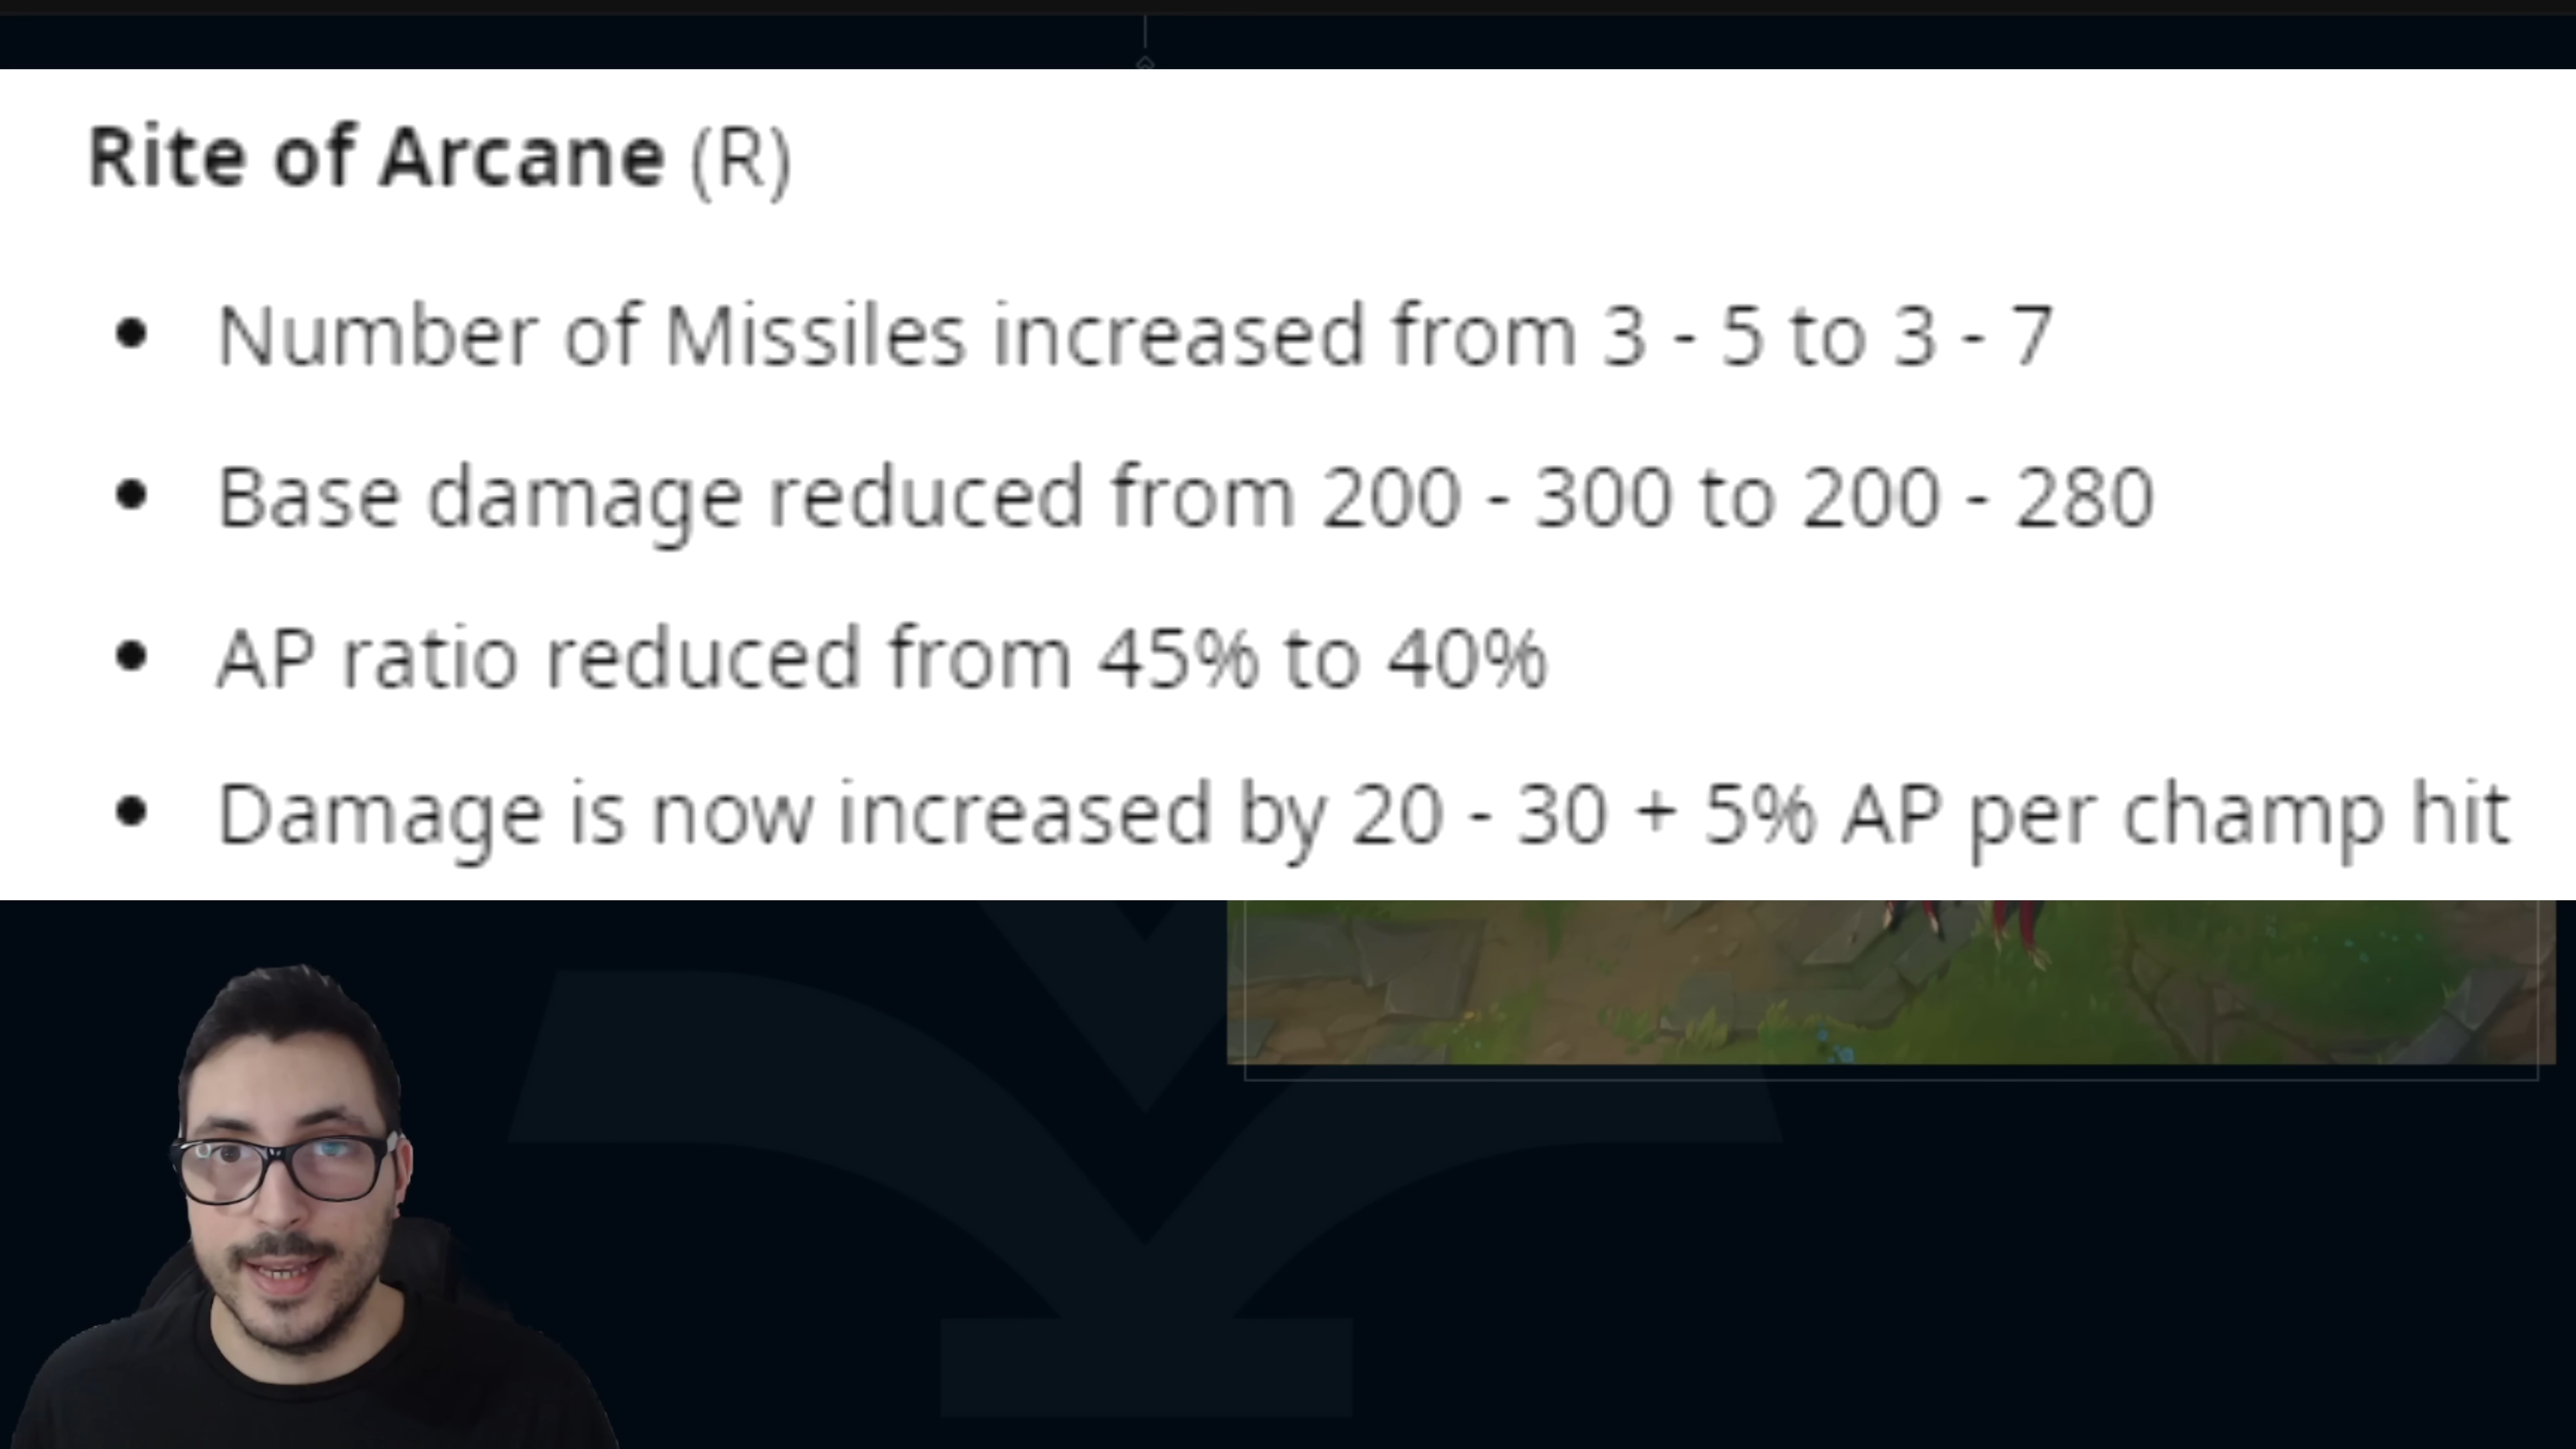 Rite of Arcane (R)
• Number of Missiles increased from 3 - 5 to 3 - 7
• Base damage reduced from 200 - 300 to 200 - 280
• AP ratio reduced from 45% to 40%
• Damage is now increased by 20 - 30 + 5% AP per champ hit